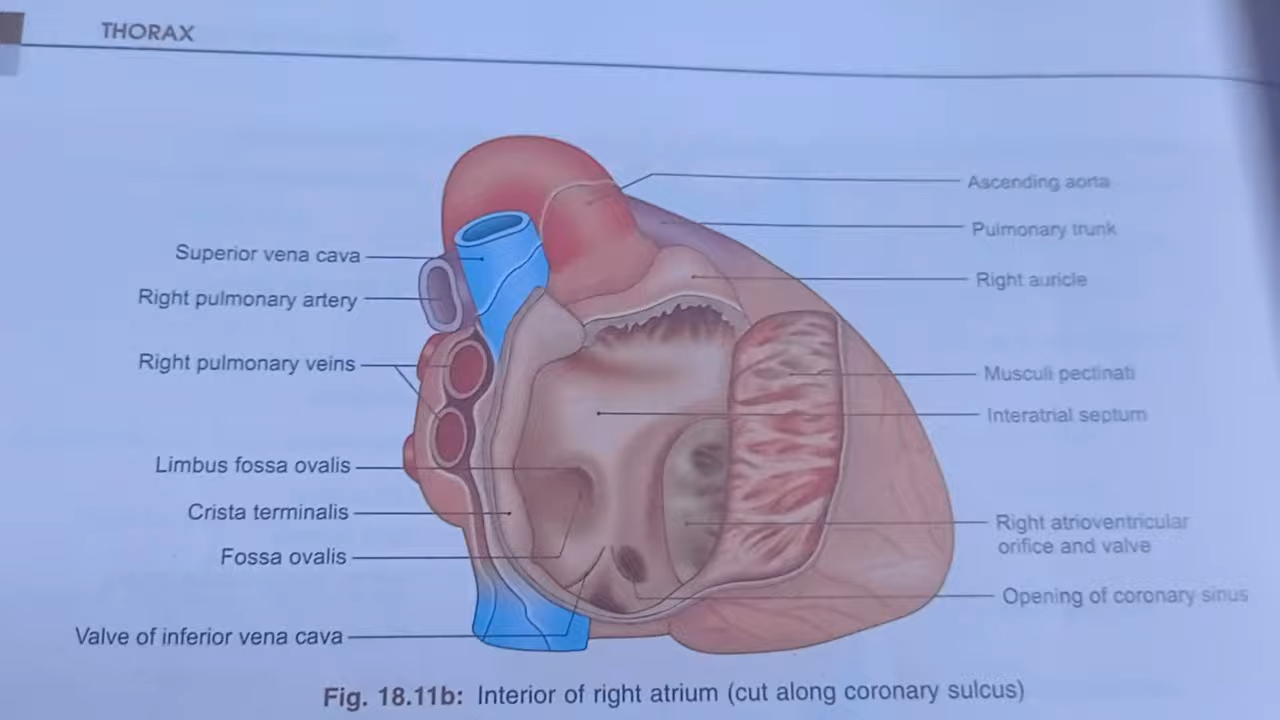 THORAX
Superior vena cava
Right pulmonary artery
Right pulmonary veins
Limbus fossa ovalis
Crista terminalis
Fossa ovalis
Valve of inferior vena cava
Ascending aorta
Pulmonary trunk
Right auricle
Musculi pectinati
Interatrial septum
Right atrioventricular
orifice and valve
Opening of coronary sinus
Fig. 18.11b: Interior of right atrium (cut along coronary sulcus)